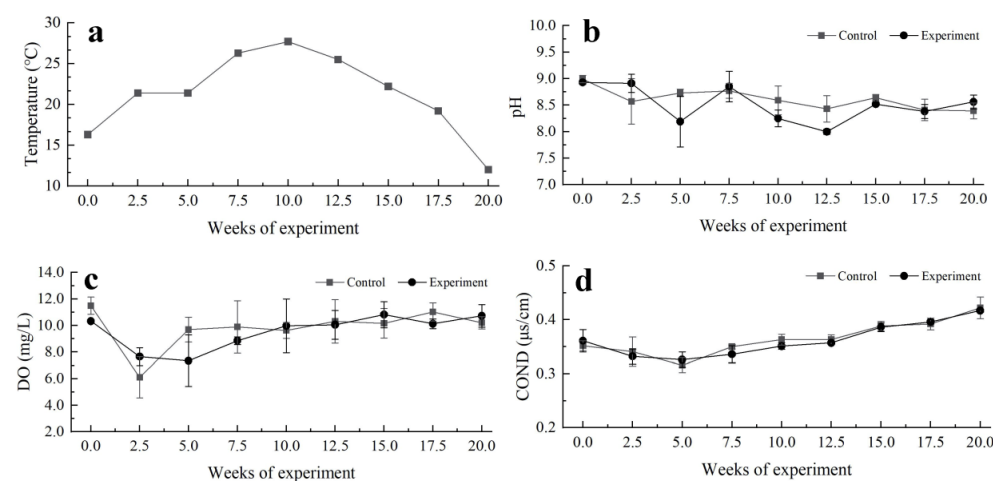 a
Temperature (℃)
30
25
20
15
10
0.0 2.5 5.0 7.5 10.0 12.5 15.0 17.5 20.0
Weeks of experiment
b
Control Experiment
pH
10.0
9.5
9.0
8.5
8.0
7.5
7.0
0.0 2.5 5.0 7.5 10.0 12.5 15.0 17.5 20.0
Weeks of experiment
c
Control Experiment
DO (mg/L)
14.0
12.0
10.0
8.0
6.0
4.0
2.0
0.0 2.5 5.0 7.5 10.0 12.5 15.0 17.5 20.0
Weeks of experiment
d
Control Experiment
COND (μs/cm)
0.5
0.4
0.3
0.2
0.0 2.5 5.0 7.5 10.0 12.5 15.0 17.5 20.0
Weeks of experiment